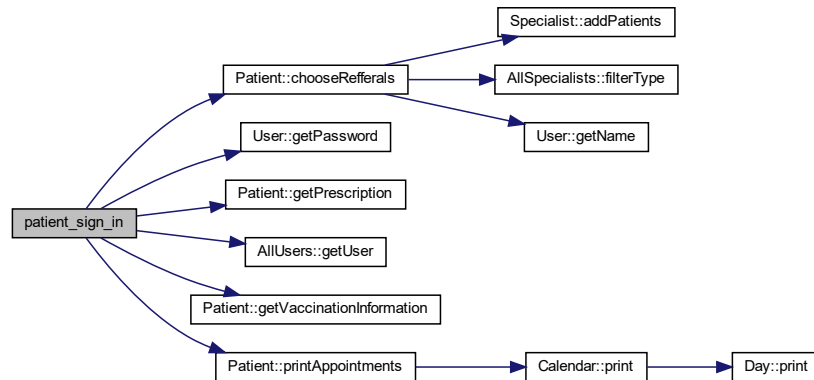 Specialist::addPatients
Patient::chooseRefferals
AllSpecialists::filterType
User::getPassword
User::getName
Patient::getPrescription
patient_sign_in
AllUsers::getUser
Patient::getVaccinationInformation
Patient::printAppointments
Calendar::print
Day::print